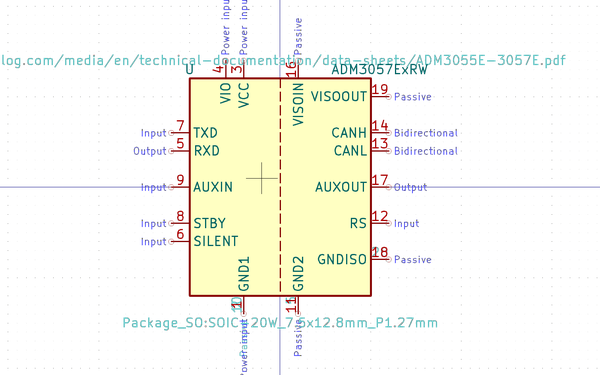 Power input
Power input
Passive
log.com/media/en/technical-documentation/data-sheets/ADM3055E-3057E.pdf
U
ADM3057ExRW
4
3
16
VIO
VCC
VISOIN
VISOOUT
19
Passive
Input
7
TXD
CANH
14
Bidirectional
Output
5
RXD
CANL
13
Bidirectional
Input
9
AUXIN
AUXOUT
17
Output
Input
8
STBY
RS
12
Input
Input
6
SILENT
GNDISO
Passive
GND1
GND2
1
11
Package_SO:SOIC-20W_7.5x12.8mm_P1.27mm
Power input
Passive